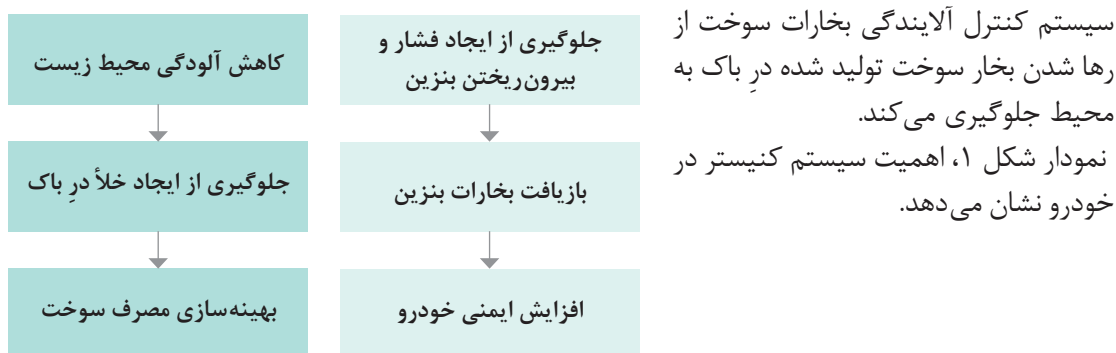 سیستم کنترل آلایندگی بخارات سوخت از
رها شدن بخار سوخت تولید شده درِ باک به
محیط جلوگیری می‌کند.
نمودار شکل ۱، اهمیت سیستم کنیستر در
خودرو نشان می‌دهد.
جلوگیری از ایجاد فشار و
بیرون‌ریختن بنزین
بازیافت بخارات بنزین
افزایش ایمنی خودرو
کاهش آلودگی محیط زیست
جلوگیری از ایجاد خلأ درِ باک
بهینه‌سازی مصرف سوخت